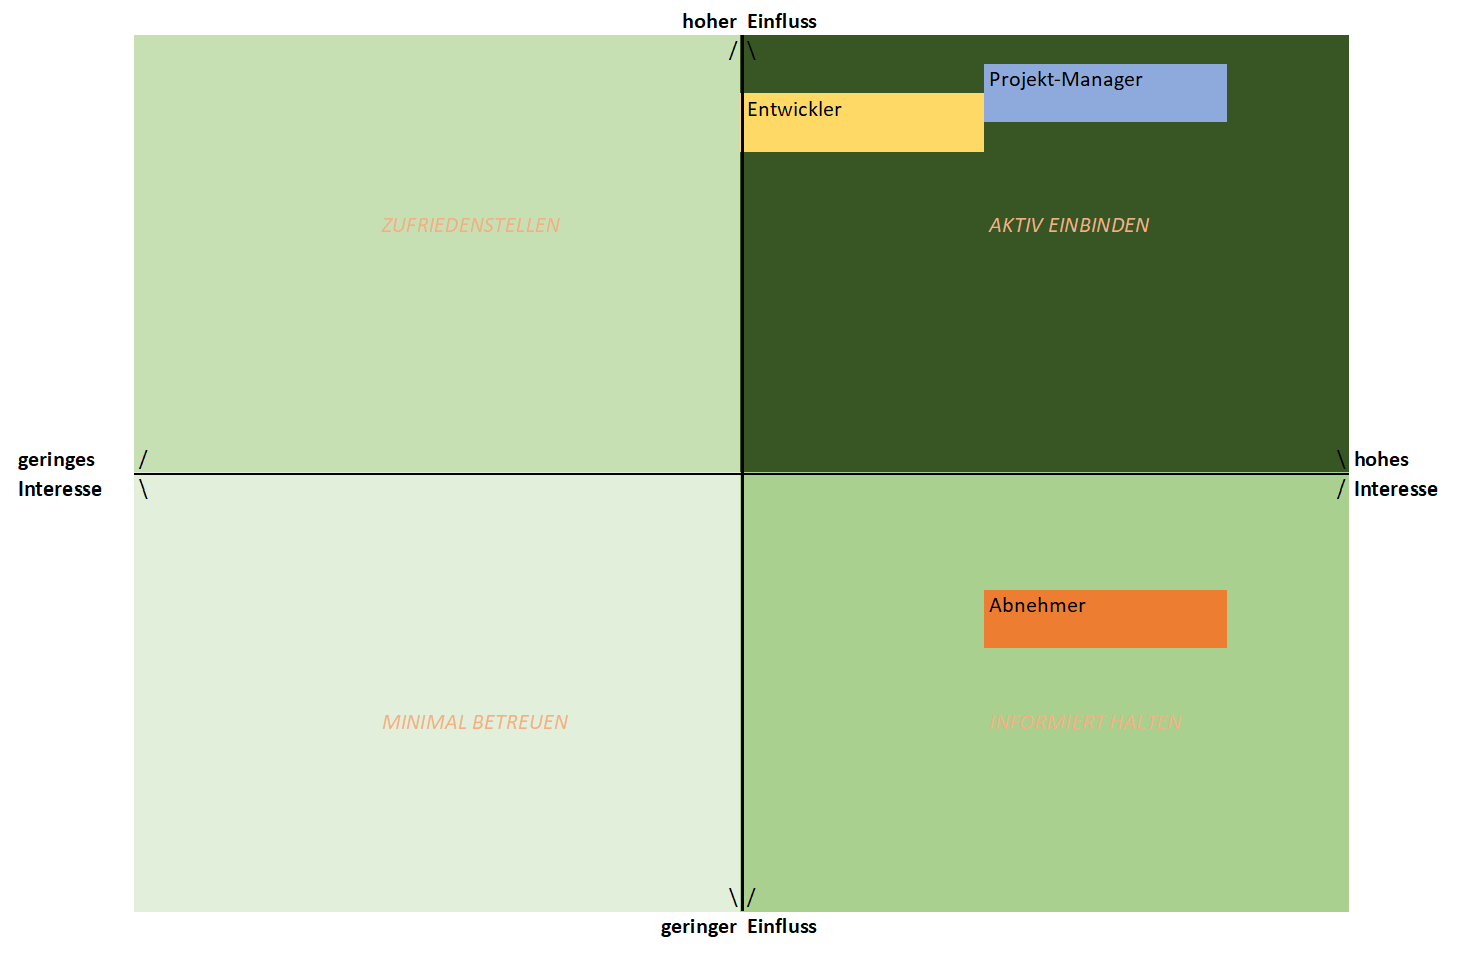 hoher Einfluss
/ \
Projekt-Manager
Entwickler
ZUFRIEDENSTELLEN
AKTIV EINBINDEN
geringes / \ hohes
Interesse \ / Interesse
Abnehmer
MINIMAL BETREUEN
INFORMIERT HALTEN
\ /
geringer Einfluss